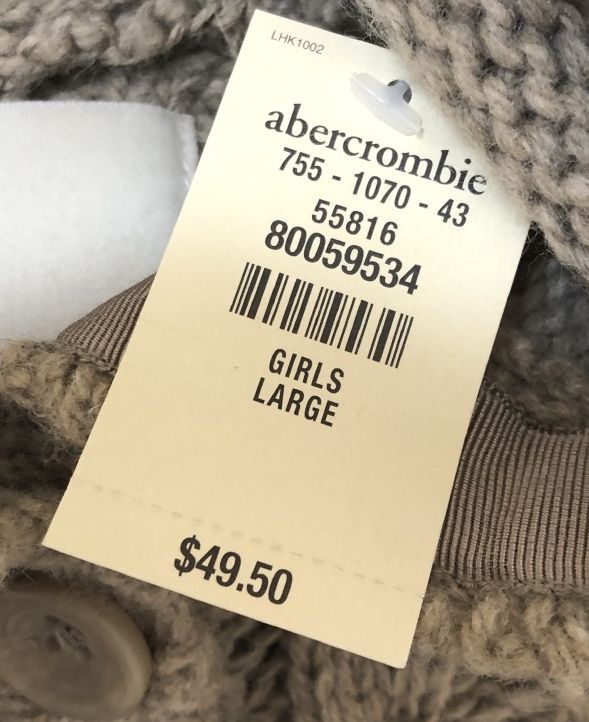 LHK1002
abercrombie
755 - 1070 - 43
55816
80059534
GIRLS
LARGE
$49.50